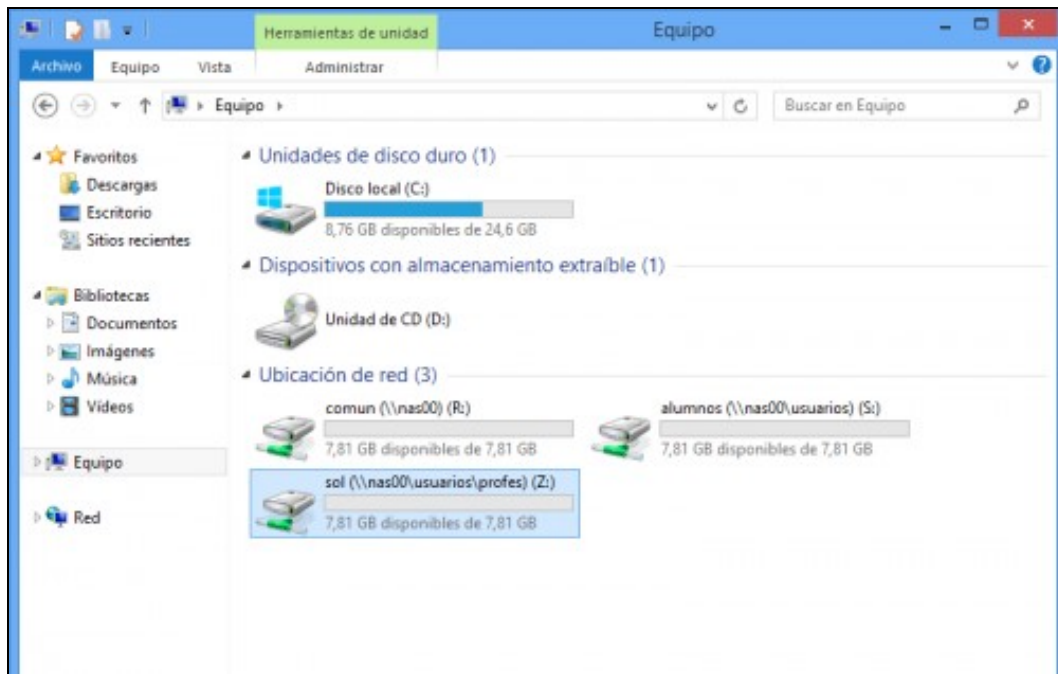 Herramientas de unidad
Equipo
Archivo
Equipo
Vista
Administrar
Equipo
Buscar en Equipo
Favoritos
Descargas
Escritorio
Sitios recientes
Bibliotecas
Documentos
Imágenes
Música
Vídeos
Equipo
Red
Unidades de disco duro (1)
Disco local (C:)
8,76 GB disponibles de 24,6 GB
Dispositivos con almacenamiento extraíble (1)
Unidad de CD (D:)
Ubicación de red (3)
comun (\\nas00) (R:)
7,81 GB disponibles de 7,81 GB
alumnos (\\nas00\usuarios) (S:)
7,81 GB disponibles de 7,81 GB
sol (\\nas00\usuarios\profes) (Z:)
7,81 GB disponibles de 7,81 GB